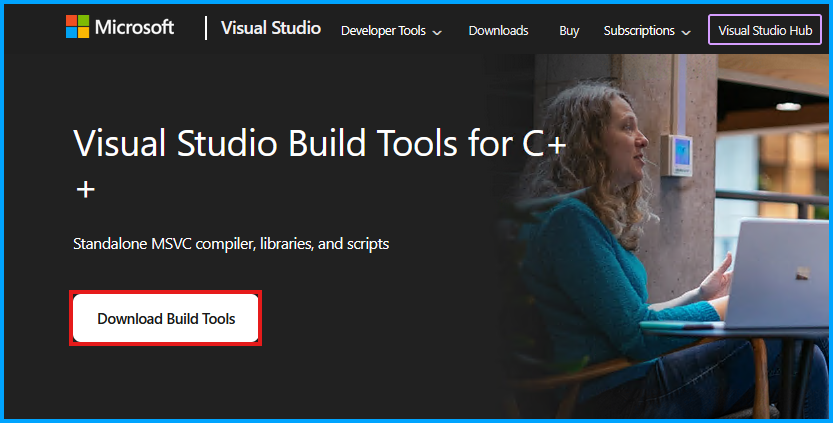 Microsoft Visual Studio Developer Tools Downloads Buy Subscriptions Visual Studio Hub
Visual Studio Build Tools for C+
+
Standalone MSVC compiler, libraries, and scripts
Download Build Tools